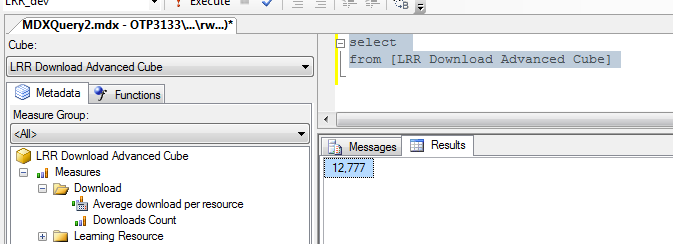 LRR_dev
Execute
MDXQuery2.mdx - OTP3133\...\rw...)*
Cube:
LRR Download Advanced Cube
Metadata
Functions
Measure Group:
<All>
LRR Download Advanced Cube
Measures
Download
Average download per resource
Downloads Count
Learning Resource
select
from [LRR Download Advanced Cube]
Messages
Results
12,777